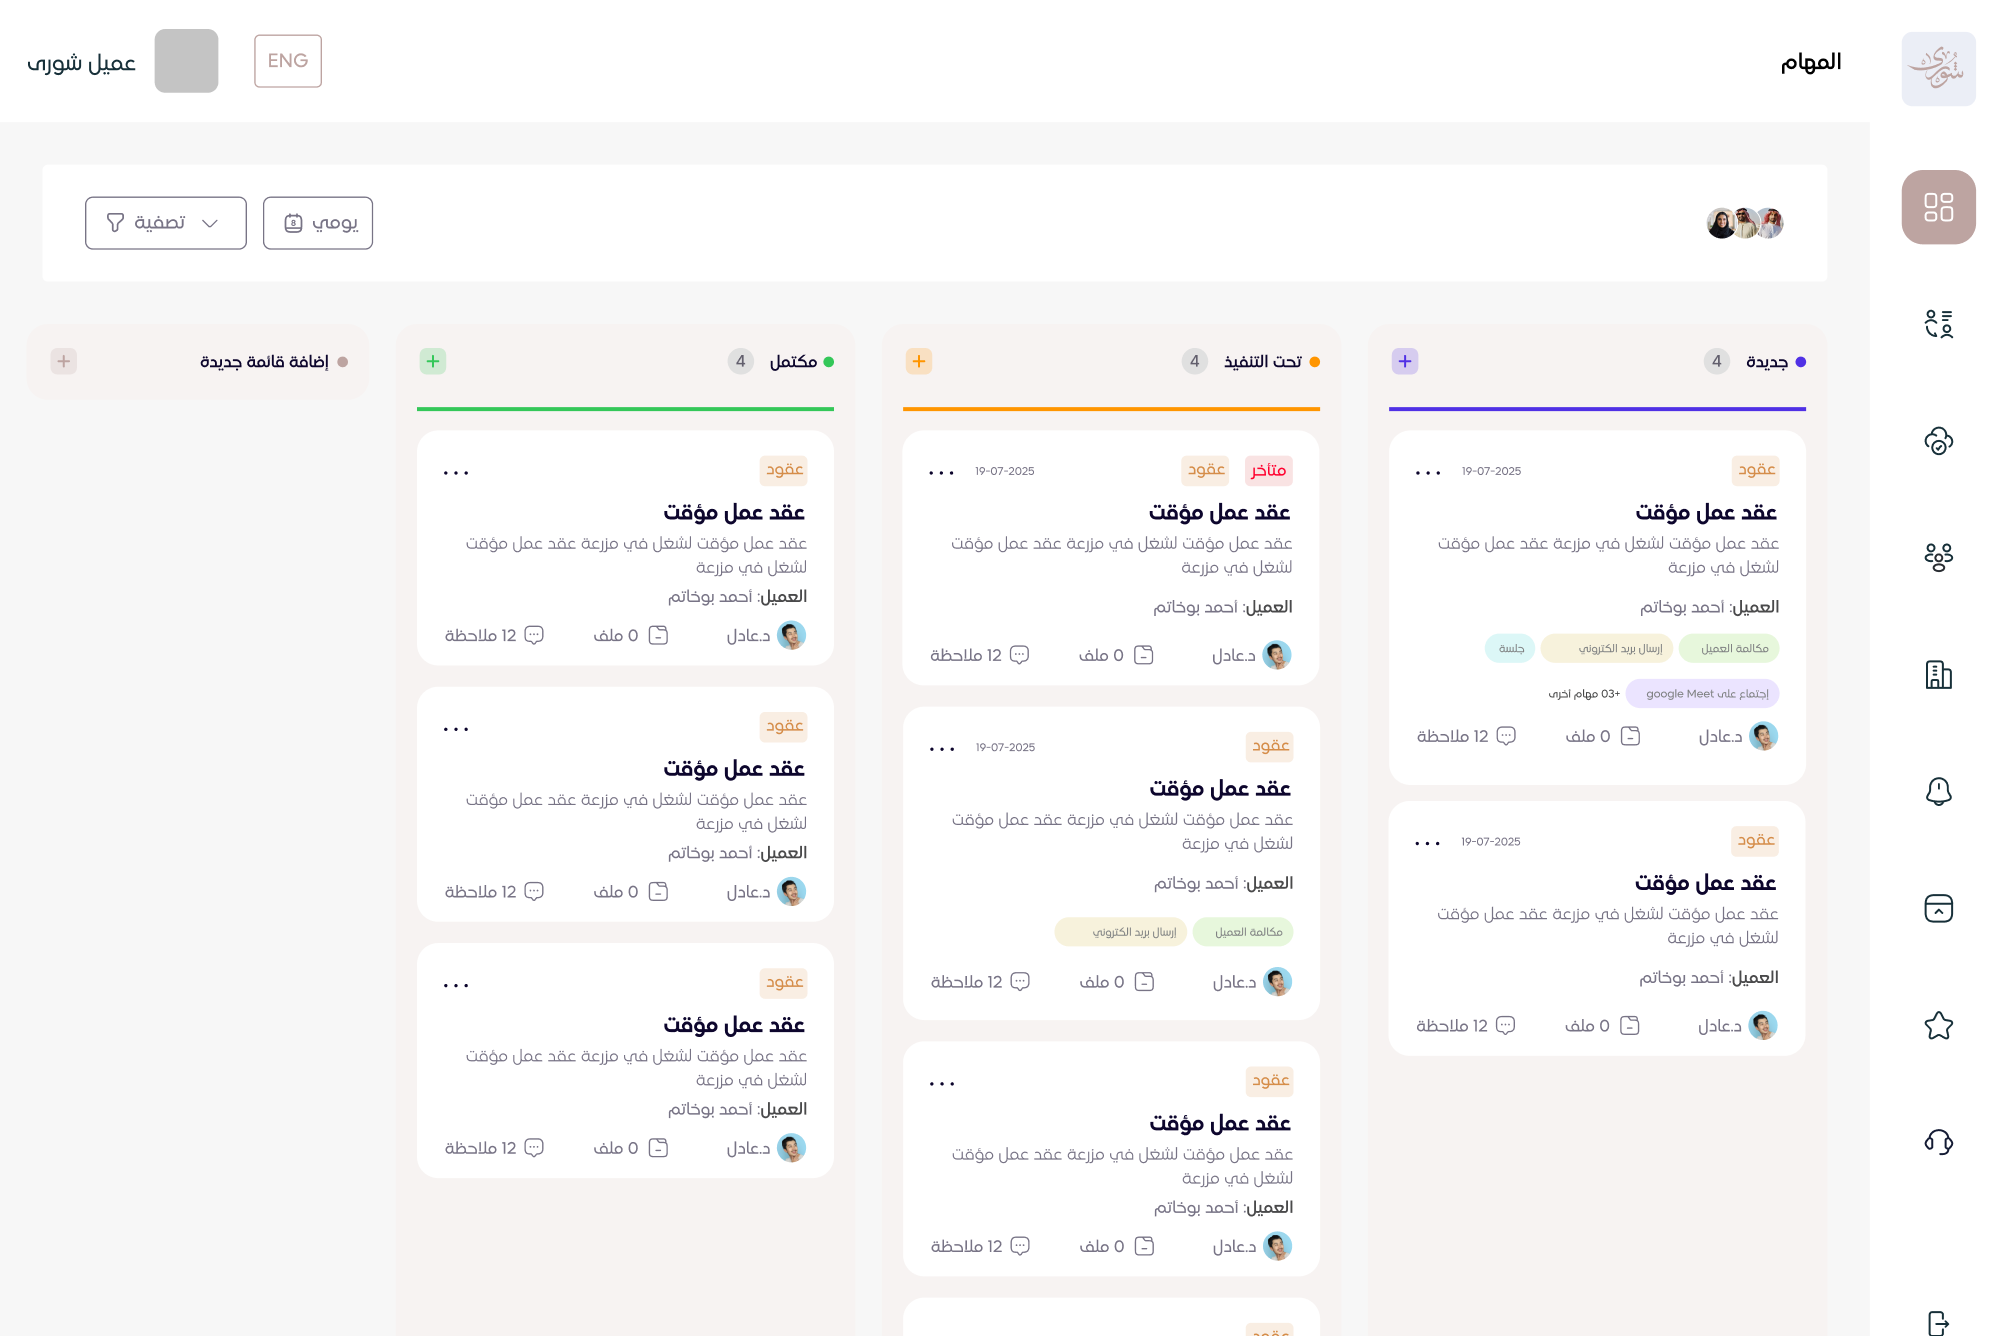 شورى
المهام
ENG
عميل شورى
يومي
8
تصفية
جديدة
4
عقود
19-07-2025
عقد عمل مؤقت
عقد عمل مؤقت لشغل في مزرعة عقد عمل مؤقت
لشغل في مزرعة
العميل: أحمد بوخاتم
مكالمة العميل
إرسال بريد الكتروني
جلسة
إجتماع على google Meet
+03 مهام اخرى
د.عادل
0 ملف
12 ملاحظة
عقود
19-07-2025
عقد عمل مؤقت
عقد عمل مؤقت لشغل في مزرعة عقد عمل مؤقت
لشغل في مزرعة
العميل: أحمد بوخاتم
د.عادل
0 ملف
12 ملاحظة
تحت التنفيذ
4
متأخر
عقود
19-07-2025
عقد عمل مؤقت
عقد عمل مؤقت لشغل في مزرعة عقد عمل مؤقت
لشغل في مزرعة
العميل: أحمد بوخاتم
د.عادل
0 ملف
12 ملاحظة
عقود
19-07-2025
عقد عمل مؤقت
عقد عمل مؤقت لشغل في مزرعة عقد عمل مؤقت
لشغل في مزرعة
العميل: أحمد بوخاتم
مكالمة العميل
إرسال بريد الكتروني
د.عادل
0 ملف
12 ملاحظة
عقود
عقد عمل مؤقت
عقد عمل مؤقت لشغل في مزرعة عقد عمل مؤقت
لشغل في مزرعة
العميل: أحمد بوخاتم
د.عادل
0 ملف
12 ملاحظة
عقود
مكتمل
4
عقود
عقد عمل مؤقت
عقد عمل مؤقت لشغل في مزرعة عقد عمل مؤقت
لشغل في مزرعة
العميل: أحمد بوخاتم
د.عادل
0 ملف
12 ملاحظة
عقود
عقد عمل مؤقت
عقد عمل مؤقت لشغل في مزرعة عقد عمل مؤقت
لشغل في مزرعة
العميل: أحمد بوخاتم
د.عادل
0 ملف
12 ملاحظة
عقود
عقد عمل مؤقت
عقد عمل مؤقت لشغل في مزرعة عقد عمل مؤقت
لشغل في مزرعة
العميل: أحمد بوخاتم
د.عادل
0 ملف
12 ملاحظة
إضافة قائمة جديدة